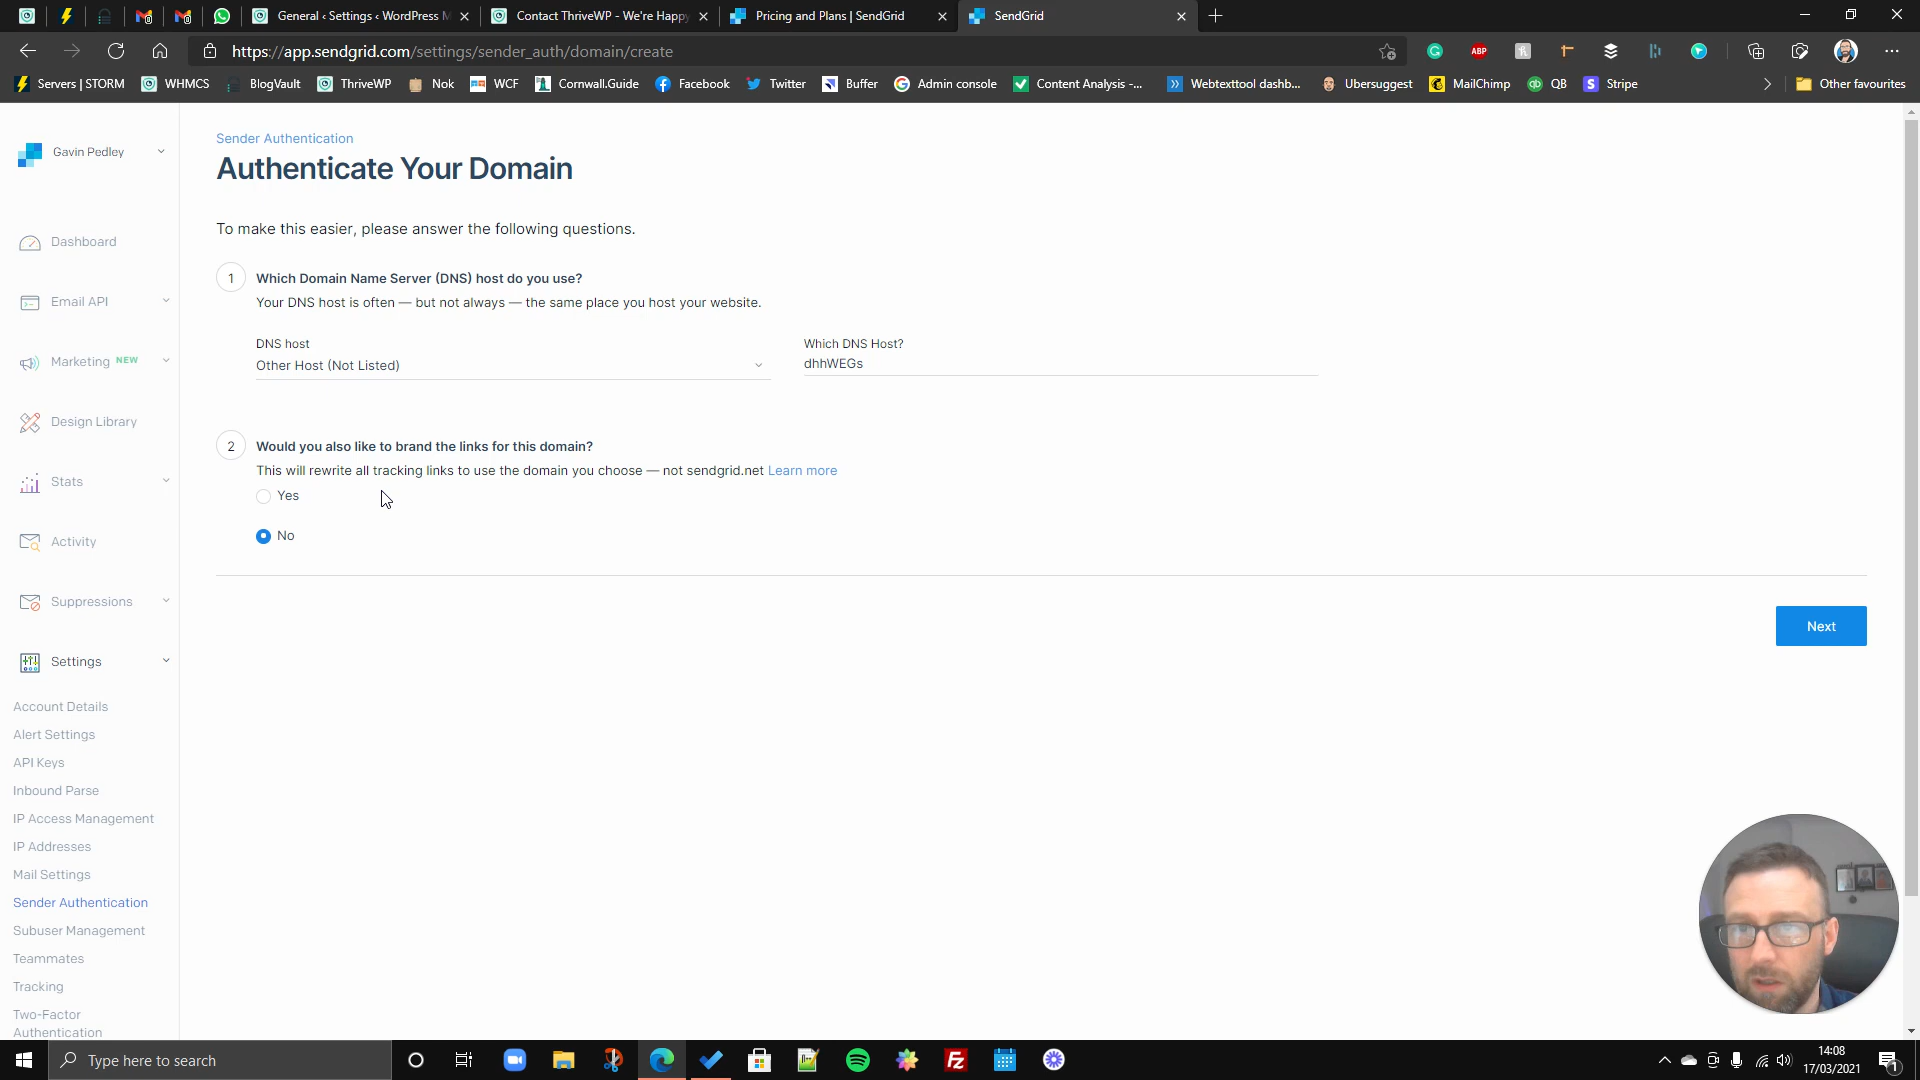 General ‹ Settings ‹ WordPress M
Contact ThriveWP - We're Happy
Pricing and Plans | SendGrid
SendGrid
https://app.sendgrid.com/settings/sender_auth/domain/create
ABP
Servers | STORM
WHMCS
BlogVault
ThriveWP
Nok
WCF
Cornwall.Guide
Facebook
Twitter
Buffer
Admin console
Content Analysis -...
Webtexttool dashb...
Ubersuggest
MailChimp
QB
Stripe
Other favourites
Gavin Pedley
Dashboard
Email API
Marketing NEW
Design Library
Stats
Activity
Suppressions
Settings
Account Details
Alert Settings
API Keys
Inbound Parse
IP Access Management
IP Addresses
Mail Settings
Sender Authentication
Subuser Management
Teammates
Tracking
Two-Factor
Authentication
Sender Authentication
Authenticate Your Domain
To make this easier, please answer the following questions.
1
Which Domain Name Server (DNS) host do you use?
Your DNS host is often — but not always — the same place you host your website.
DNS host
Other Host (Not Listed)
Which DNS Host?
dhhWEGs
2
Would you also like to brand the links for this domain?
This will rewrite all tracking links to use the domain you choose — not sendgrid.net Learn more
Yes
No
Next
Type here to search
14:08
17/03/2021
1